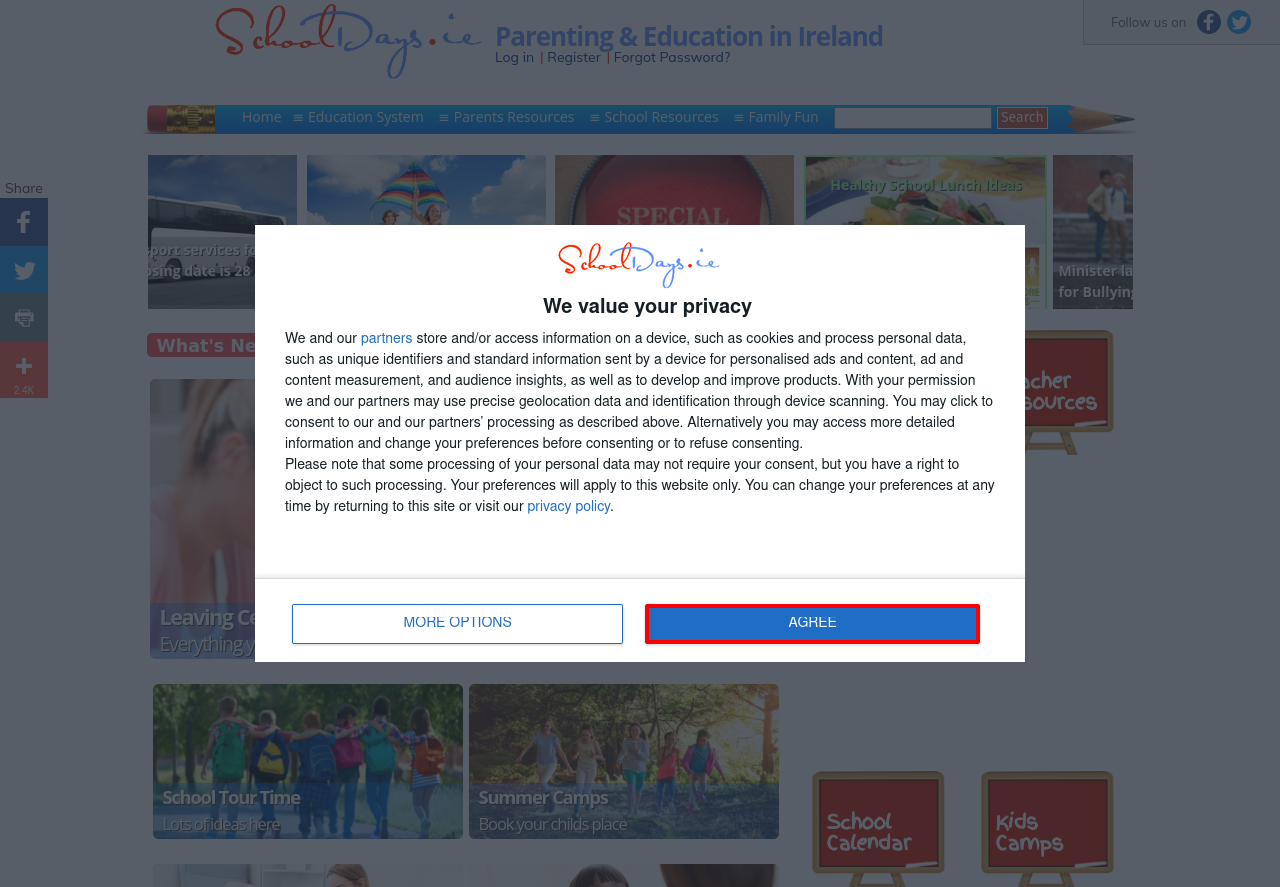 SchoolDays.ie
Parenting & Education in Ireland
Log in | Register | Forgot Password?
Follow us on
Home ≡ Education System ≡ Parents Resources ≡ School Resources ≡ Family Fun Search
Share
2.4K
SPECIAL
Healthy School Lunch Ideas
sport services fo
osing date is 28
Minister la
for Bullying
What's Ne
acher
sources
Leaving Ce
Everything y
SchoolDays.ie
We value your privacy
We and our partners store and/or access information on a device, such as cookies and process personal data,
such as unique identifiers and standard information sent by a device for personalised ads and content, ad and
content measurement, and audience insights, as well as to develop and improve products. With your permission
we and our partners may use precise geolocation data and identification through device scanning. You may click to
consent to our and our partners’ processing as described above. Alternatively you may access more detailed
information and change your preferences before consenting or to refuse consenting.
Please note that some processing of your personal data may not require your consent, but you have a right to
object to such processing. Your preferences will apply to this website only. You can change your preferences at any
time by returning to this site or visit our privacy policy.
MORE OPTIONS
AGREE
School Tour Time
Lots of ideas here
Summer Camps
Book your childs place
School
Calendar
Kids
Camps